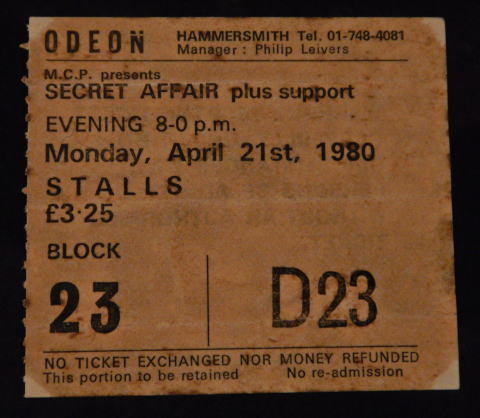 ODEON HAMMERSMITH Tel. 01-748-4081
Manager : Philip Leivers
M.C.P. presents
SECRET AFFAIR plus support
EVENING 8-0 p.m.
Monday, April 21st, 1980
STALLS
£3·25
BLOCK
23 D23
NO TICKET EXCHANGED NOR MONEY REFUNDED
This portion to be retained No re-admission